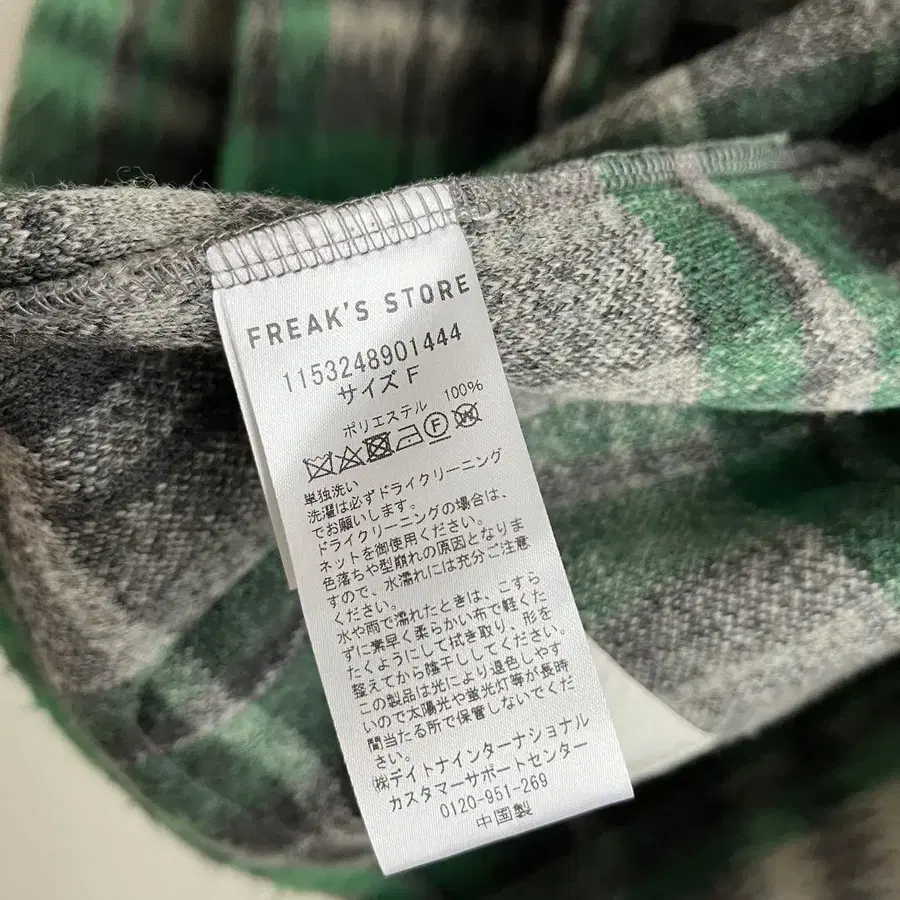 FREAK'S STORE
1153248901444
サイズ F
ポリエステル 100%
単独洗い
洗濯は必ずドライクリーニング
でお願いします。
ドライクリーニングの場合は、
ネットを御使用ください。
色落ちや型崩れの原因となりま
すので、水濡れには充分ご注意
ください。
水や雨で濡れたときは、こすら
ずに素早く柔らかい布で軽くた
たくようにして拭き取り、形を
整えてから陰干ししてください。
この製品は光により退色しやす
いので太陽光や蛍光灯等が長時
間当たる所で保管しないでくだ
さい。
㈱デイトナインターナショナル
カスタマーサポートセンター
0120-951-269
中国製